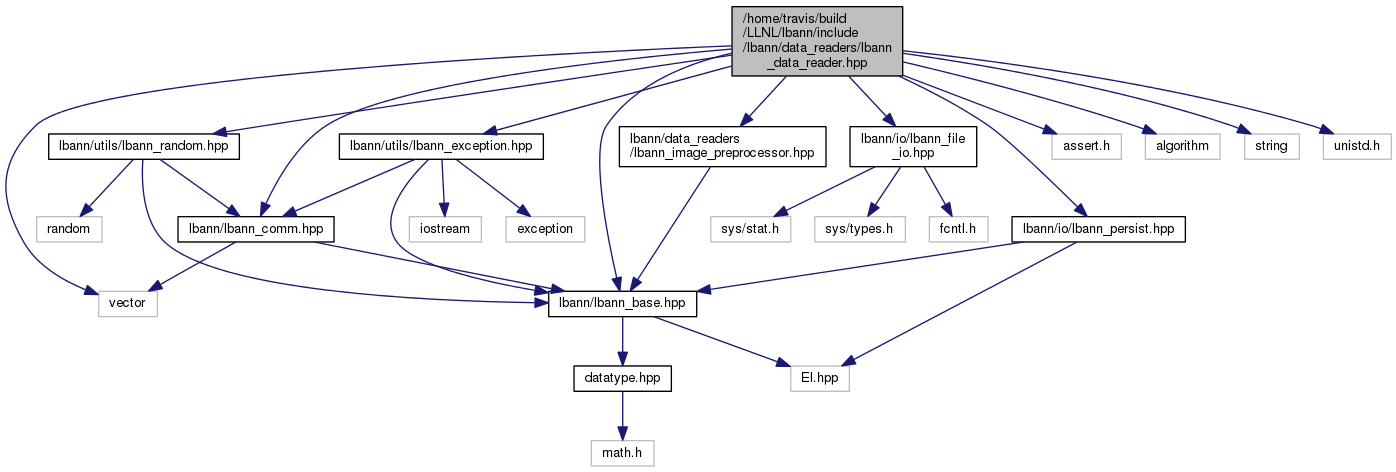 /home/travis/build
/LLNL/lbann/include
/lbann/data_readers/lbann
_data_reader.hpp
lbann/utils/lbann_random.hpp
lbann/utils/lbann_exception.hpp
lbann/data_readers
/lbann_image_preprocessor.hpp
lbann/io/lbann_file
_io.hpp
assert.h
algorithm
string
unistd.h
random
lbann/lbann_comm.hpp
iostream
exception
sys/stat.h
sys/types.h
fcntl.h
lbann/io/lbann_persist.hpp
vector
lbann/lbann_base.hpp
datatype.hpp
El.hpp
math.h